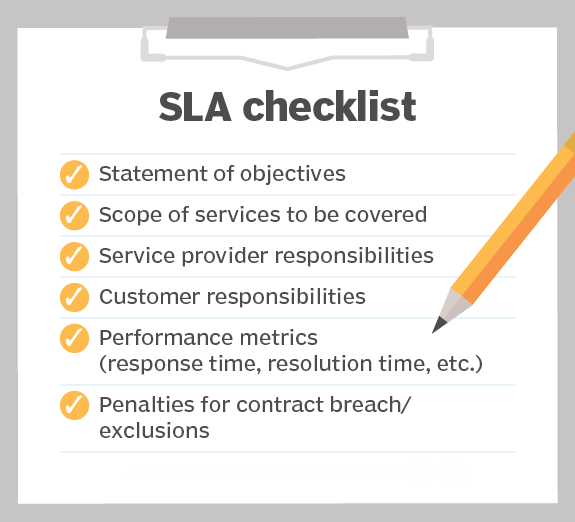 SLA checklist
Statement of objectives
Scope of services to be covered
Service provider responsibilities
Customer responsibilities
Performance metrics
(response time, resolution time, etc.)
Penalties for contract breach/
exclusions